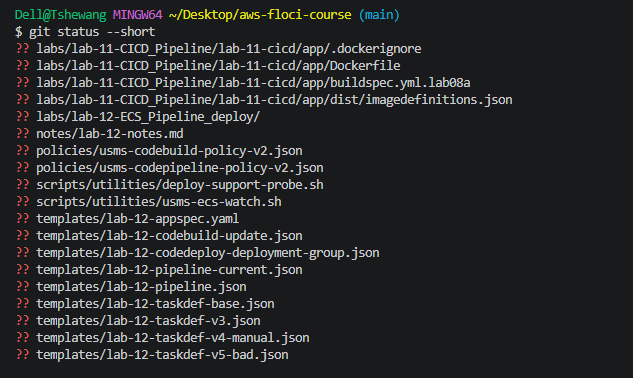 Dell@Tshewang MINGW64 ~/Desktop/aws-floci-course (main)
$ git status --short
?? labs/lab-11-CICD_Pipeline/lab-11-cicd/app/.dockerignore
?? labs/lab-11-CICD_Pipeline/lab-11-cicd/app/Dockerfile
?? labs/lab-11-CICD_Pipeline/lab-11-cicd/app/buildspec.yml.lab08a
?? labs/lab-11-CICD_Pipeline/lab-11-cicd/app/dist/imagedefinitions.json
?? labs/lab-12-ECS_Pipeline_deploy/
?? notes/lab-12-notes.md
?? policies/usms-codebuild-policy-v2.json
?? policies/usms-codepipeline-policy-v2.json
?? scripts/utilities/deploy-support-probe.sh
?? scripts/utilities/usms-ecs-watch.sh
?? templates/lab-12-appspec.yaml
?? templates/lab-12-codebuild-update.json
?? templates/lab-12-codedeploy-deployment-group.json
?? templates/lab-12-pipeline-current.json
?? templates/lab-12-pipeline.json
?? templates/lab-12-taskdef-base.json
?? templates/lab-12-taskdef-v3.json
?? templates/lab-12-taskdef-v4-manual.json
?? templates/lab-12-taskdef-v5-bad.json